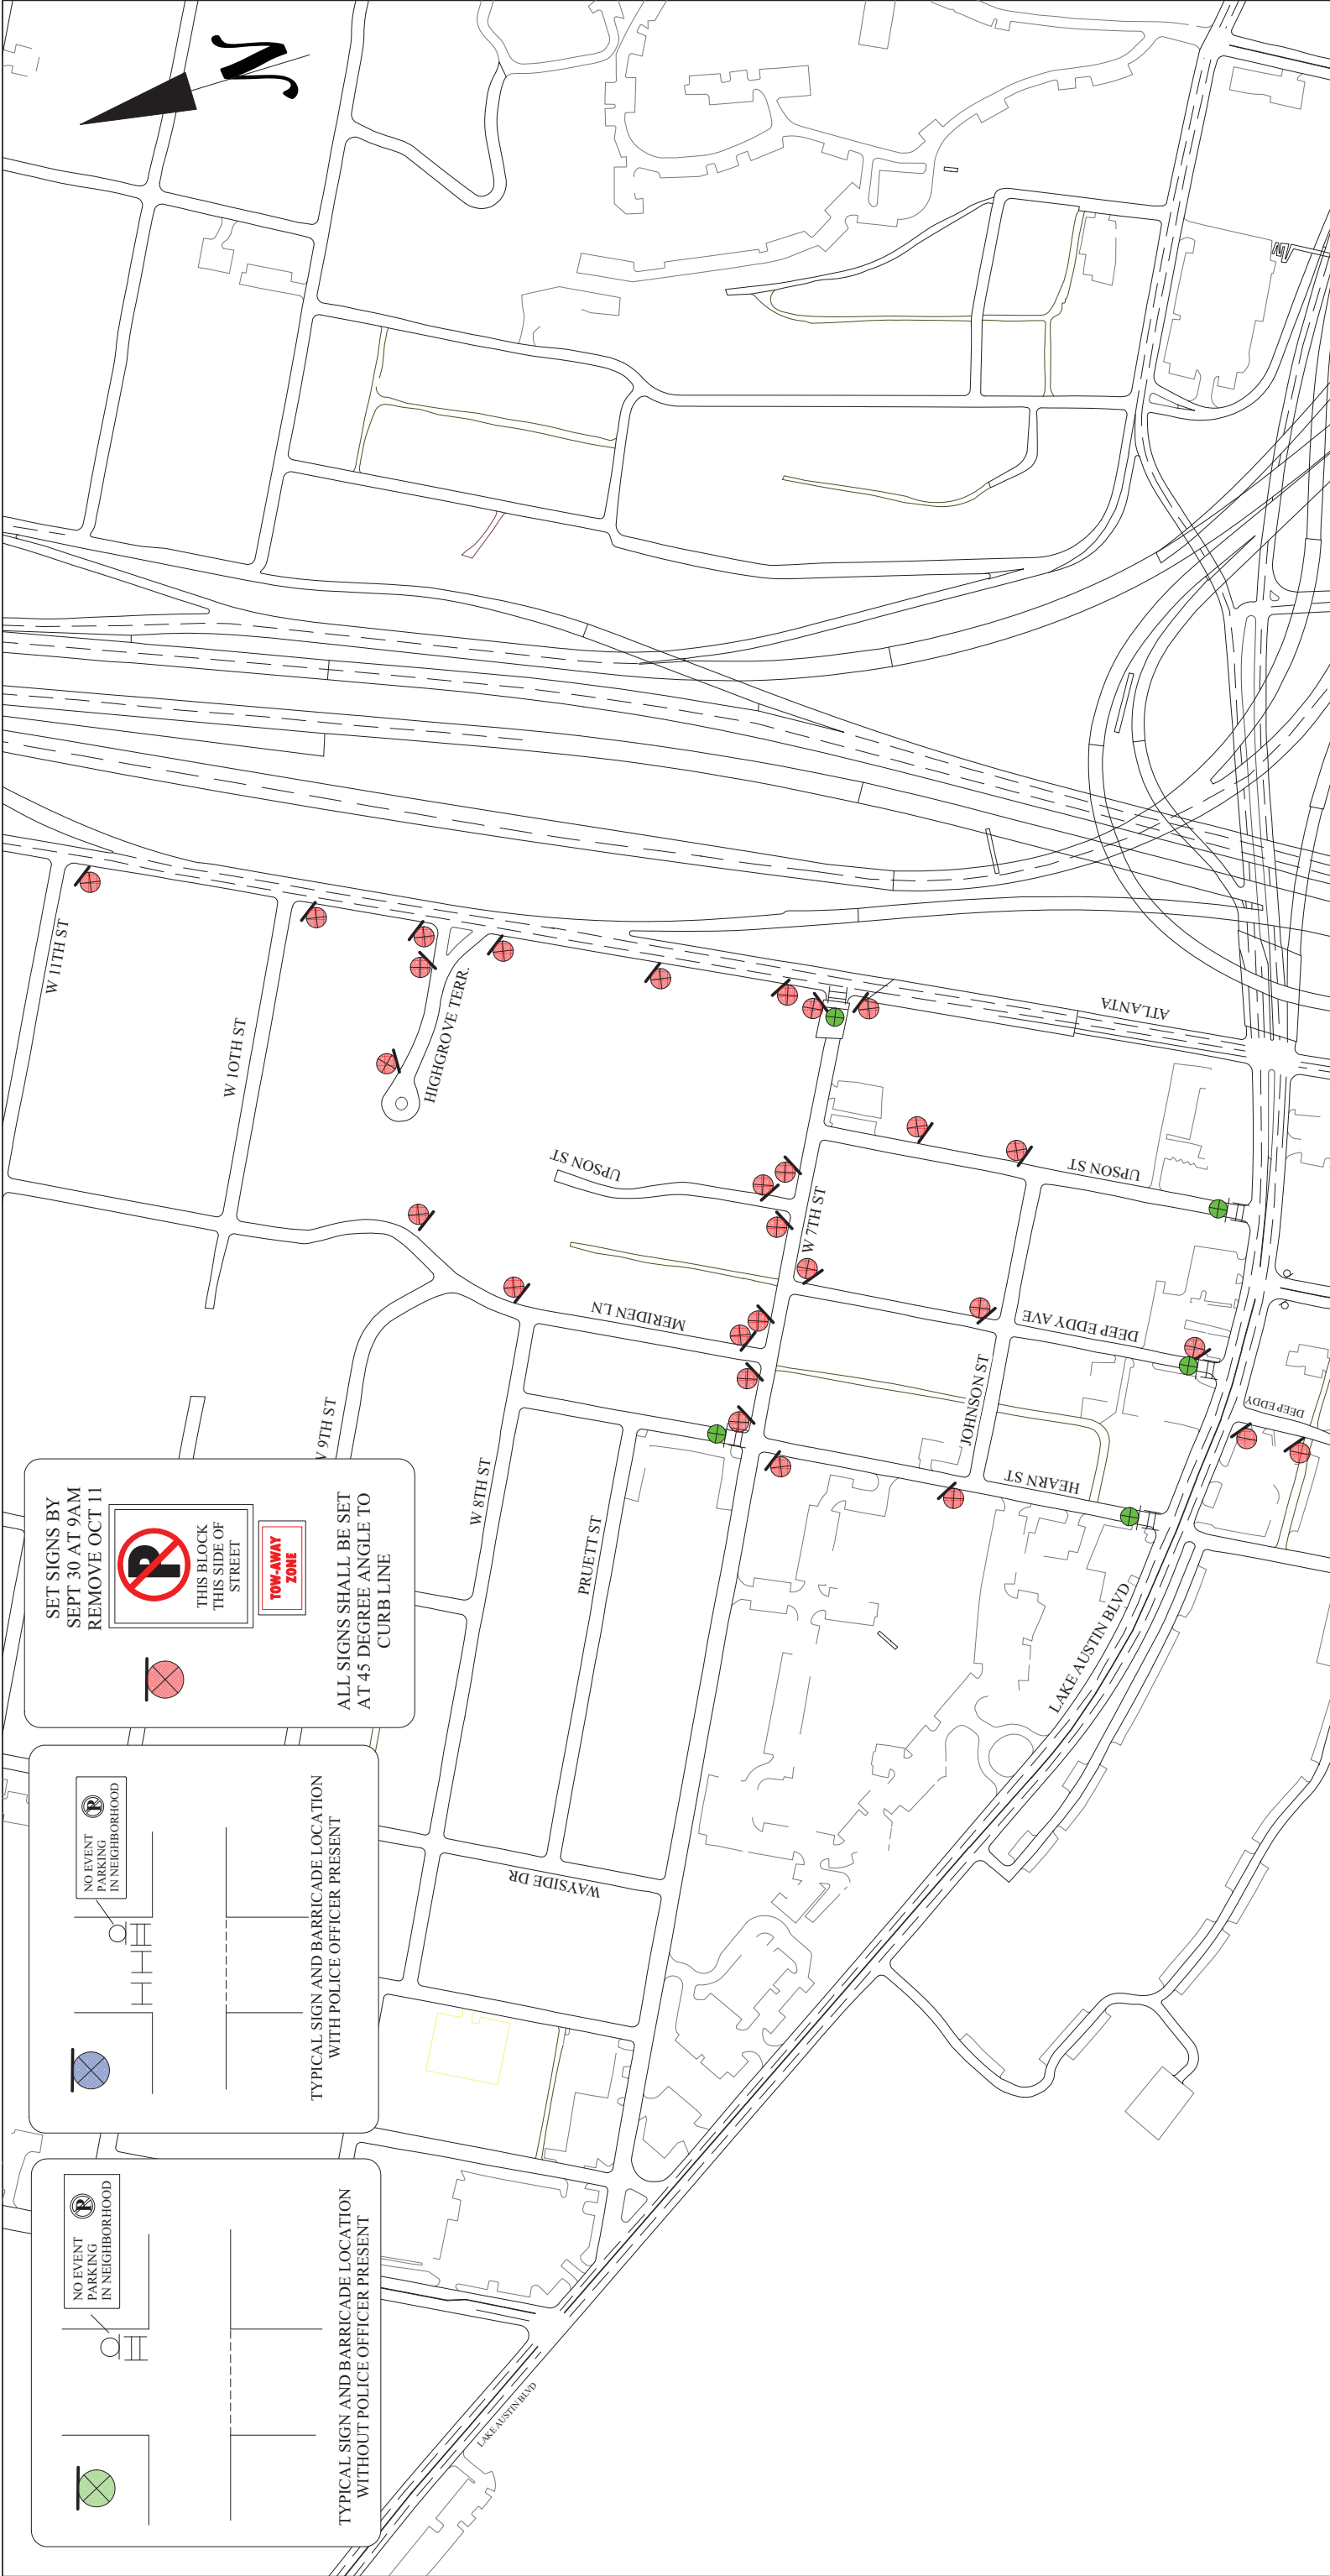 N
W 11TH ST
W 10TH ST
HIGHGROVE TERR.
ATLANTA
UPSON ST
UPSON ST
W 7TH ST
MERIDEN LN
DEEP EDDY AVE
DEEP EDDY
JOHNSON ST
HEARN ST
W 9TH ST
W 8TH ST
PRUETT ST
WAYSIDE DR
LAKE AUSTIN BLVD
LAKE AUSTIN BLVD
SET SIGNS BY
SEPT 30 AT 9AM
REMOVE OCT 11
P
THIS BLOCK
THIS SIDE OF
STREET
TOW-AWAY
ZONE
ALL SIGNS SHALL BE SET
AT 45 DEGREE ANGLE TO
CURB LINE
NO EVENT
PARKING
IN NEIGHBORHOOD
P
TYPICAL SIGN AND BARRICADE LOCATION
WITH POLICE OFFICER PRESENT
NO EVENT
PARKING
IN NEIGHBORHOOD
P
TYPICAL SIGN AND BARRICADE LOCATION
WITHOUT POLICE OFFICER PRESENT